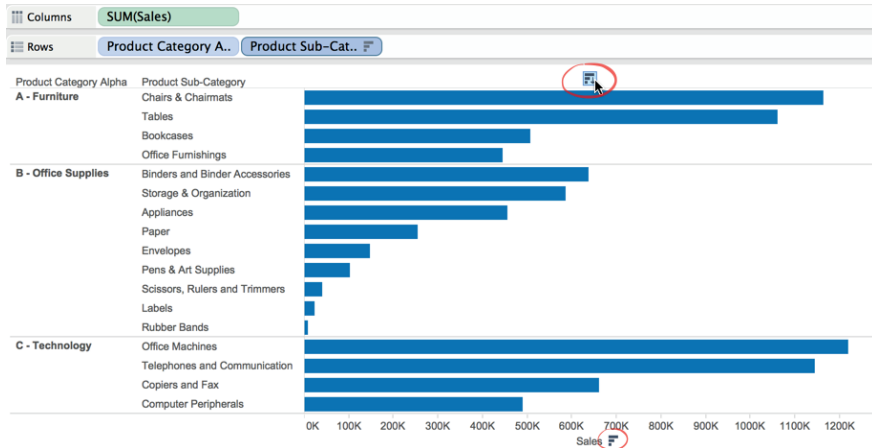 Columns SUM(Sales)
Rows Product Category A.. Product Sub-Cat..
Product Category Alpha Product Sub-Category
A - Furniture Chairs & Chairmats
Tables
Bookcases
Office Furnishings
B - Office Supplies Binders and Binder Accessories
Storage & Organization
Appliances
Paper
Envelopes
Pens & Art Supplies
Scissors, Rulers and Trimmers
Labels
Rubber Bands
C - Technology Office Machines
Telephones and Communication
Copiers and Fax
Computer Peripherals
0K 100K 200K 300K 400K 500K 600K 700K 800K 900K 1000K 1100K 1200K
Sales